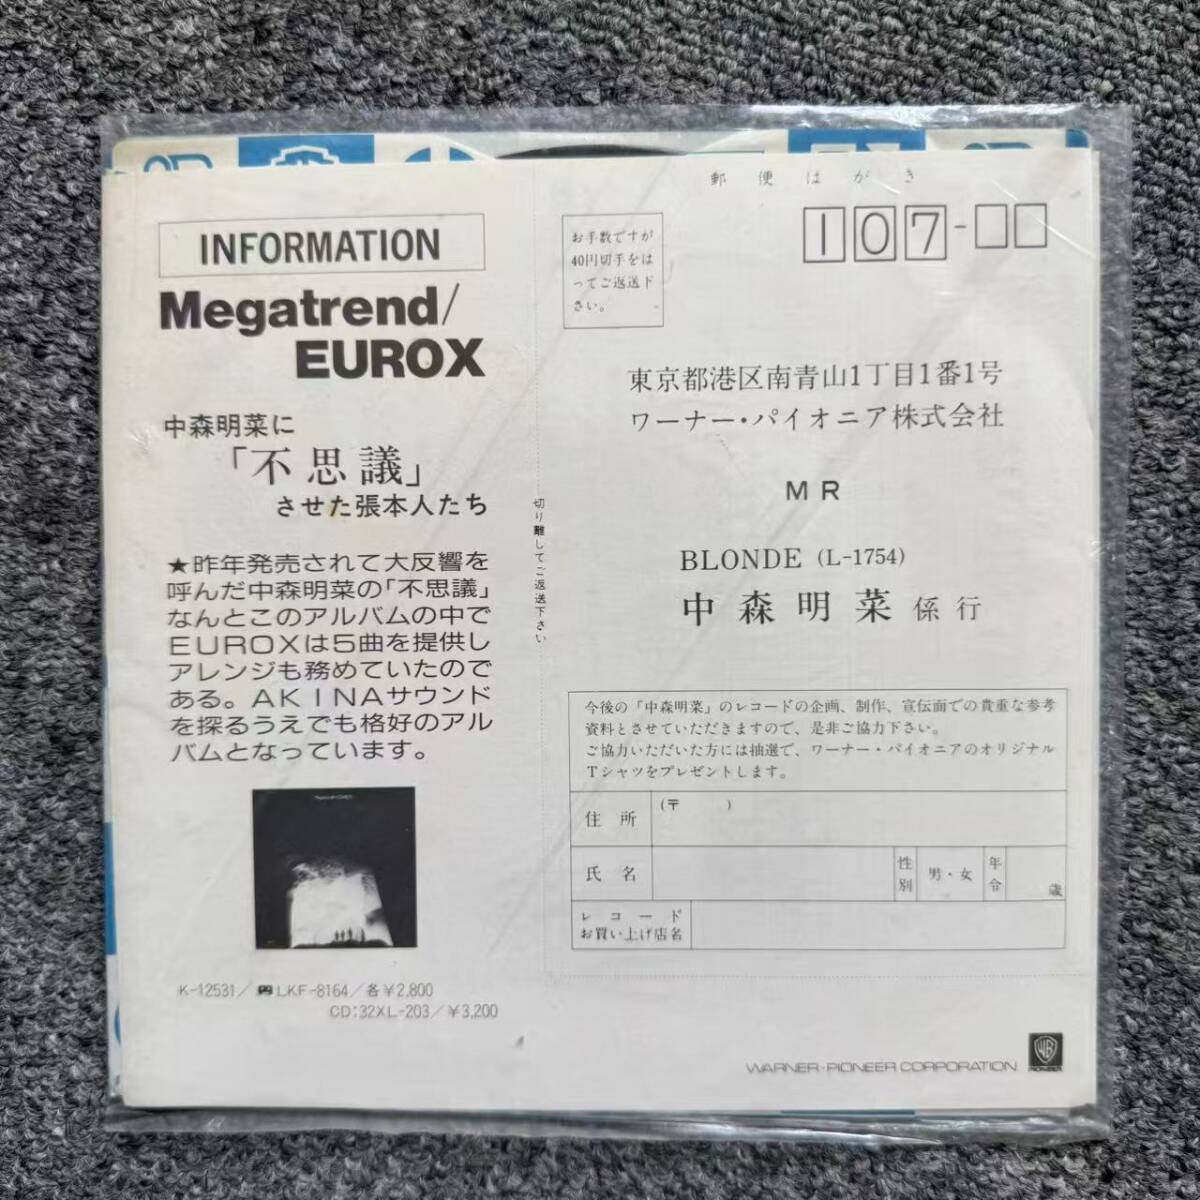 INFORMATION
Megatrend/
EUROX
中森明菜に
「不思議」
させた張本人たち
★昨年発売されて大反響を
呼んだ中森明菜の「不思議」
なんとこのアルバムの中で
EUROXは5曲を提供し
アレンジも務めていたので
ある。AKINAサウンド
を探るうえでも格好のアル
バムとなっています。
K-12531/ LKF-8164/各¥2,800
CD:32XL-203/¥3,200
切り離してご返送下さい
郵便はがき
お手数ですが
40円切手をは
ってご返送下
さい。
107-
東京都港区南青山1丁目1番1号
ワーナー・パイオニア株式会社
MR
BLONDE (L-1754)
中森明菜 係行
今後の「中森明菜」のレコードの企画、制作、宣伝面での貴重な参考
資料とさせていただきますので、是非ご協力下さい。
ご協力いただいた方には抽選で、ワーナー・パイオニアのオリジナル
Tシャツをプレゼントします。
住所 (〒 )
氏名 性別 男・女 年令 歳
レコード
お買い上げ店名
WARNER-PIONEER CORPORATION
WB
PIONEER